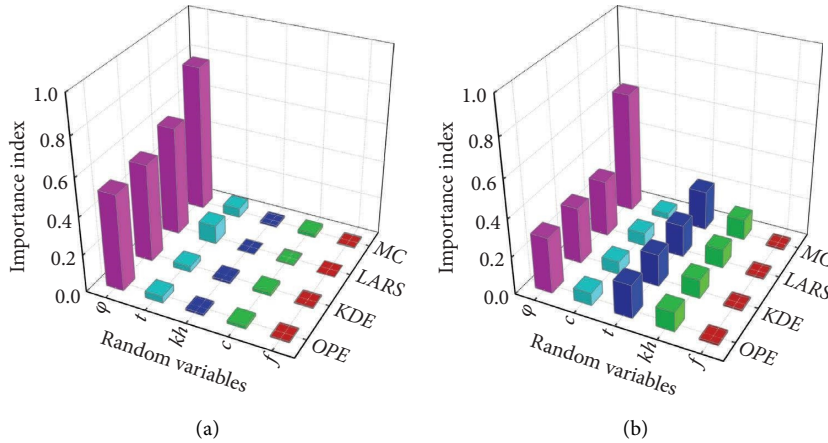 Importance index
1.0
0.8
0.6
0.4
0.2
0.0
φ
t
kh
c
f
Random variables
OPE
KDE
LARS
MC
(a)
Importance index
1.0
0.8
0.6
0.4
0.2
0.0
φ
c
t
kh
f
Random variables
OPE
KDE
LARS
MC
(b)